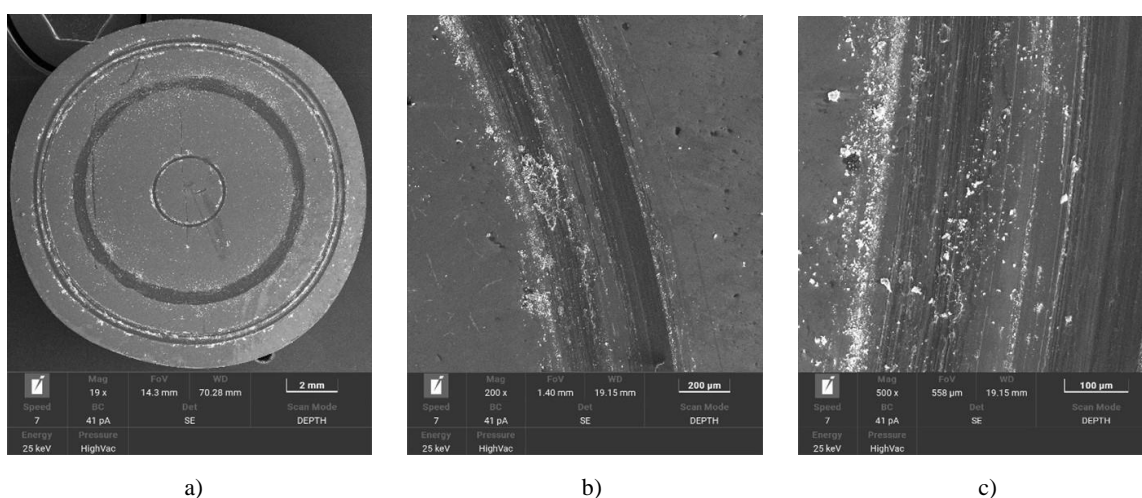 Mag FoV WD 2 mm
19 x 14.3 mm 70.28 mm
Speed BC Det Scan Mode
7 41 pA SE DEPTH
Energy Pressure
25 keV HighVac
a)
Mag FoV WD 200 µm
200 x 1.40 mm 19.15 mm
Speed BC Det Scan Mode
7 41 pA SE DEPTH
Energy Pressure
25 keV HighVac
b)
Mag FoV WD 100 µm
500 x 558 µm 19.15 mm
Speed BC Det Scan Mode
7 41 pA SE DEPTH
Energy Pressure
25 keV HighVac
c)